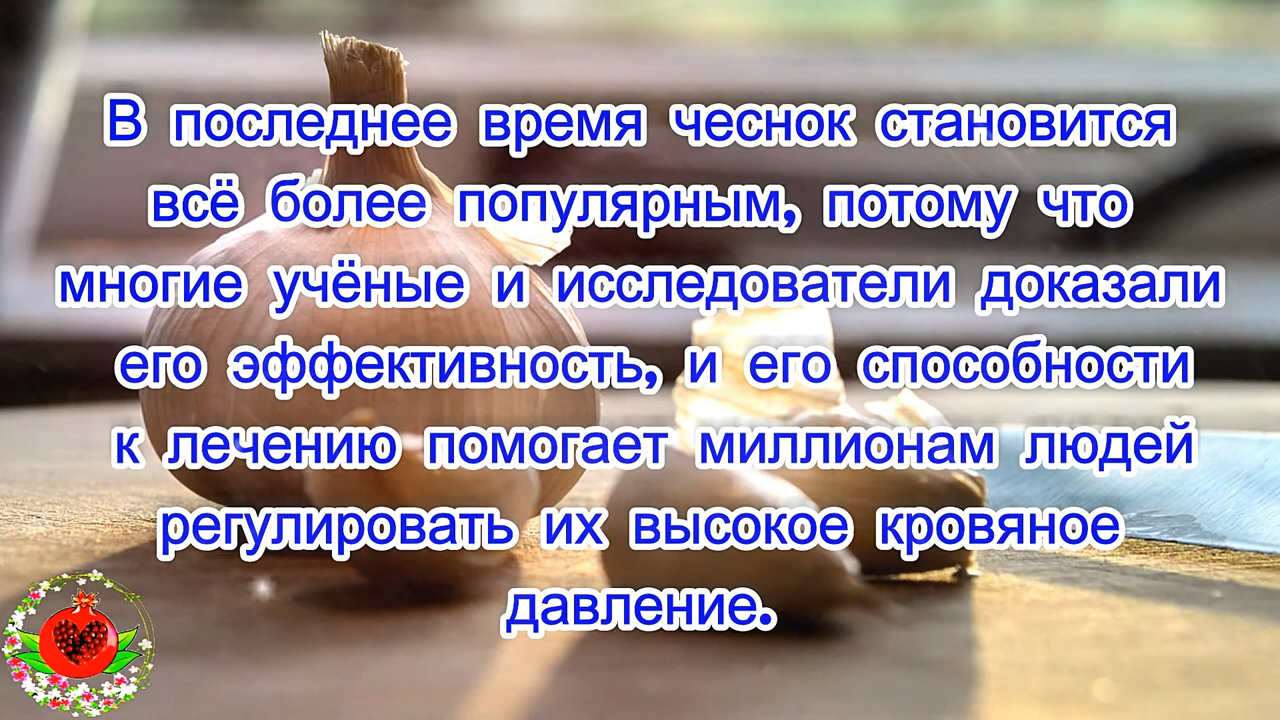 В последнее время чеснок становится
всё более популярным, потому что
многие учёные и исследователи доказали
его эффективность, и его способности
к лечению помогает миллионам людей
регулировать их высокое кровяное
давление.